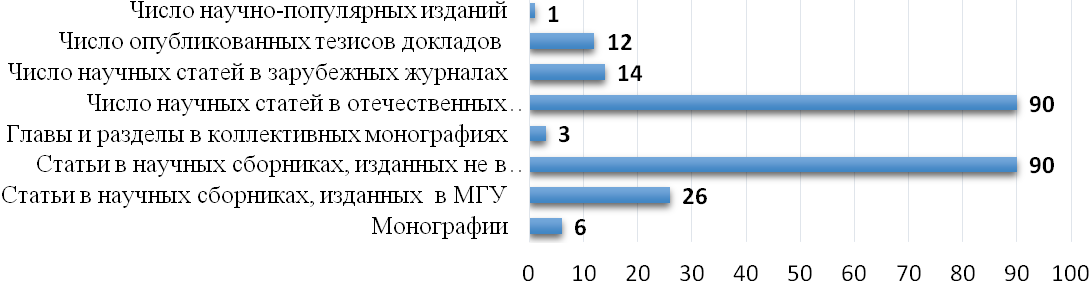 Число научно-популярных изданий 1
Число опубликованных тезисов докладов 12
Число научных статей в зарубежных журналах 14
Число научных статей в отечественных.. 90
Главы и разделы в коллективных монографиях 3
Статьи в научных сборниках, изданных не в.. 90
Статьи в научных сборниках, изданных в МГУ 26
Монографии 6
0 10 20 30 40 50 60 70 80 90 100